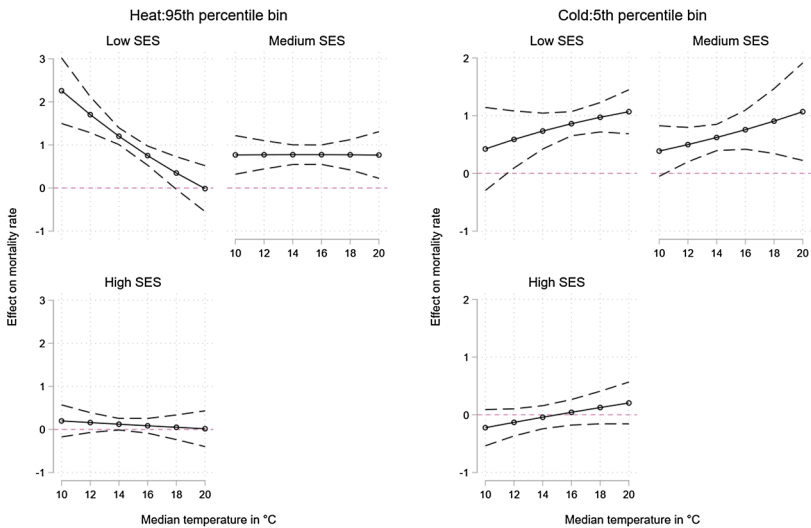 Heat:95th percentile bin
Low SES
Medium SES
3
2
1
0
-1
10 12 14 16 18 20
High SES
3
2
1
0
-1
10 12 14 16 18 20
Effect on mortality rate
Median temperature in °C
Cold:5th percentile bin
Low SES
Medium SES
2
1
0
-1
10 12 14 16 18 20
High SES
2
1
0
-1
10 12 14 16 18 20
Effect on mortality rate
Median temperature in °C